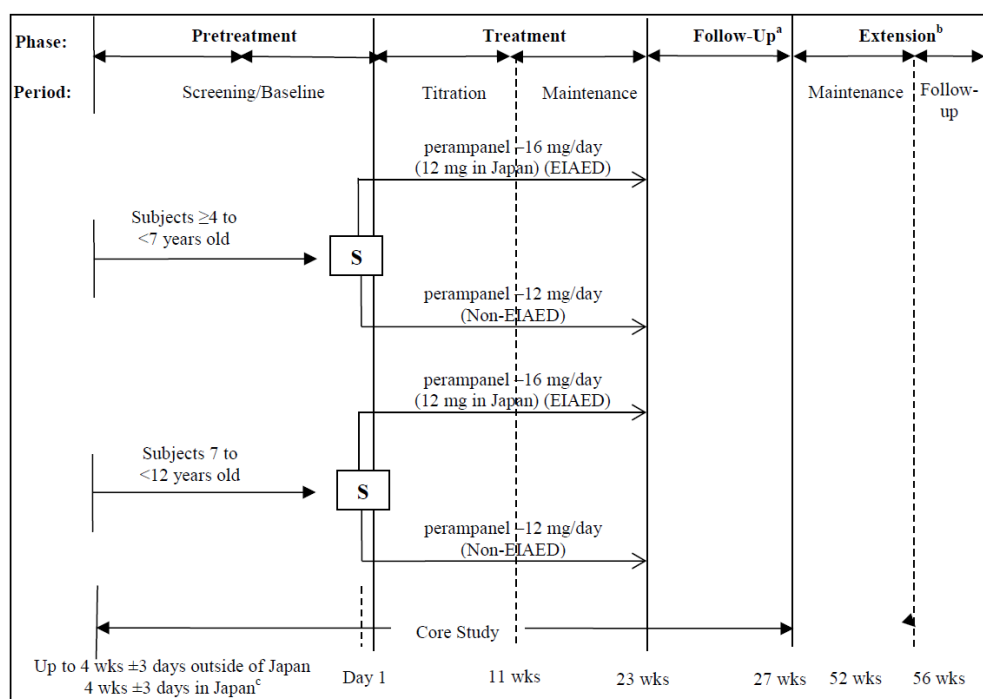 Phase: Pretreatment Treatment Follow-Upa Extensionb
Period: Screening/Baseline Titration Maintenance Maintenance Follow-
up
perampanel –16 mg/day
(12 mg in Japan) (EIAED)
Subjects ≥4 to
<7 years old
S
perampanel –12 mg/day
(Non-EIAED)
perampanel –16 mg/day
(12 mg in Japan) (EIAED)
Subjects 7 to
<12 years old
S
perampanel –12 mg/day
(Non-EIAED)
Core Study
Up to 4 wks ±3 days outside of Japan
4 wks ±3 days in Japanc
Day 1 11 wks 23 wks 27 wks 52 wks 56 wks